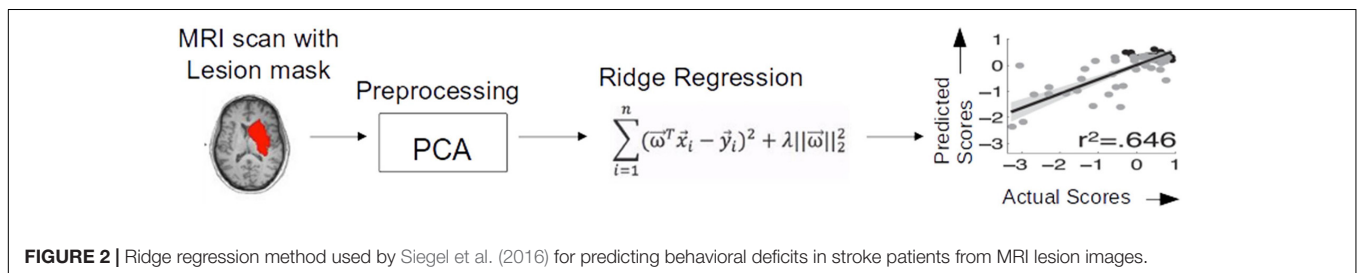 MRI scan with
Lesion mask
Preprocessing
PCA
Ridge Regression
\sum_{i=1}^{n} (\vec{\omega}^T \vec{x}_i - \vec{y}_i)^2 + λ||\vec{\omega}||_2^2
Predicted
Scores
1
0
−1
−2
−3
r²=.646
−3 −2 −1 0 1
Actual Scores
FIGURE 2 | Ridge regression method used by Siegel et al. (2016) for predicting behavioral deficits in stroke patients from MRI lesion images.